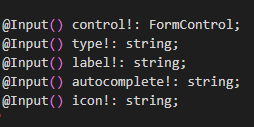 @Input() control!: FormControl;
@Input() type!: string;
@Input() label!: string;
@Input() autocomplete!: string;
@Input() icon!: string;